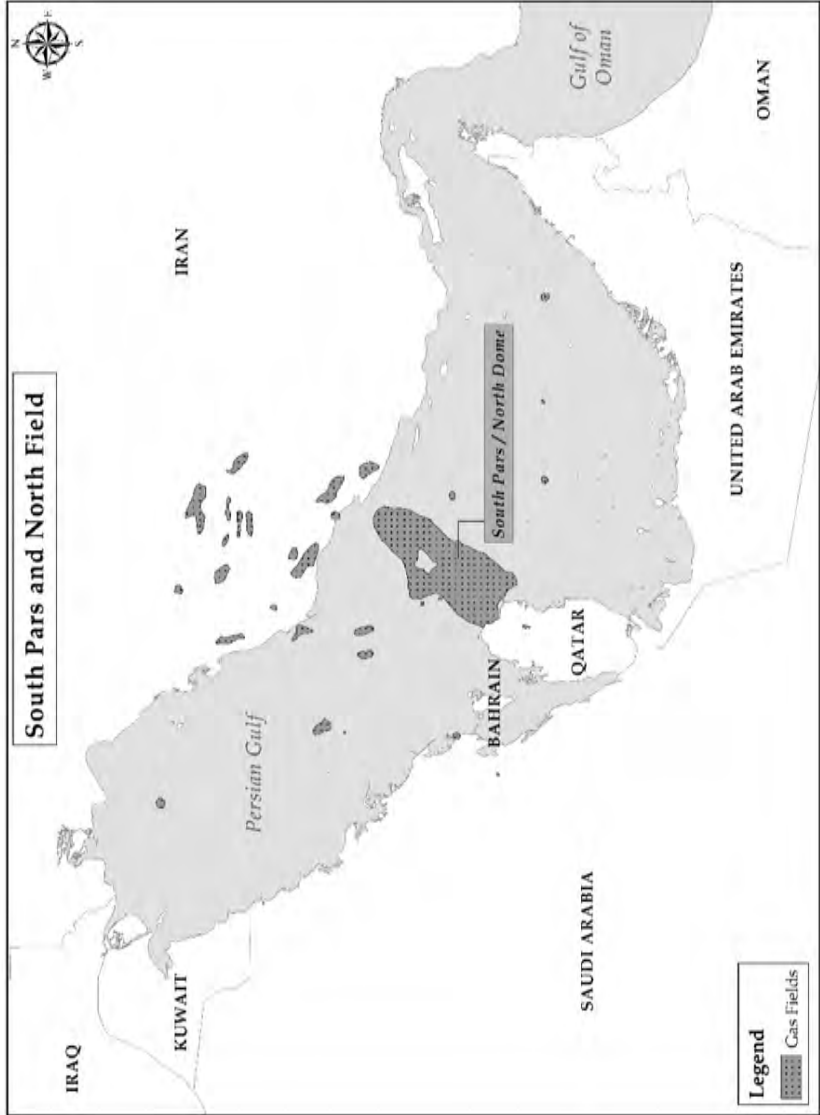 South Pars and North Field
N
E
S
W
IRAN
IRAQ
KUWAIT
Persian Gulf
Gulf of
Oman
OMAN
South Pars / North Dome
BAHRAIN
QATAR
UNITED ARAB EMIRATES
SAUDI ARABIA
Legend
Gas Fields